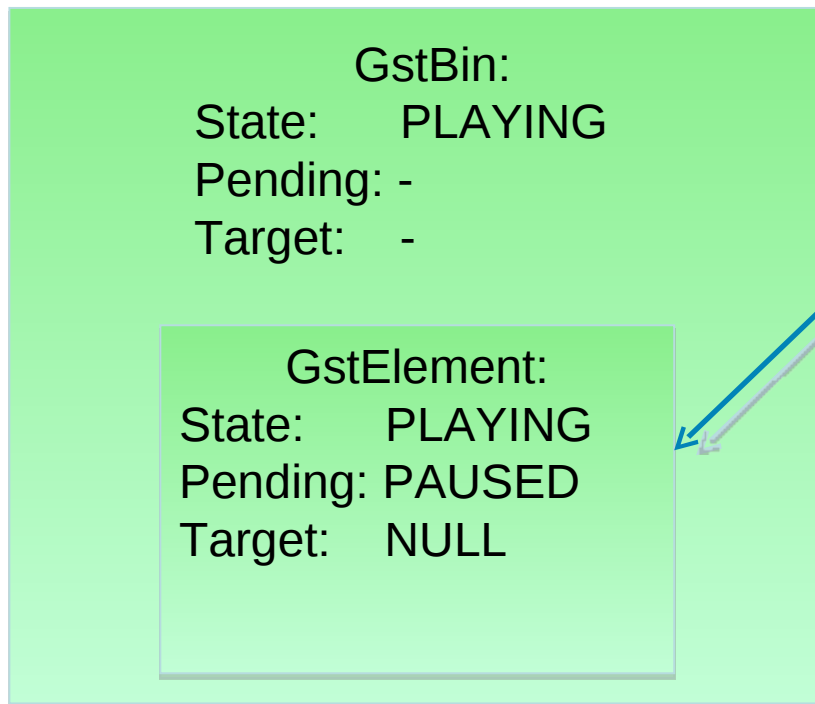 GstBin:
State: PLAYING
Pending: -
Target: -
GstElement:
State: PLAYING
Pending: PAUSED
Target: NULL